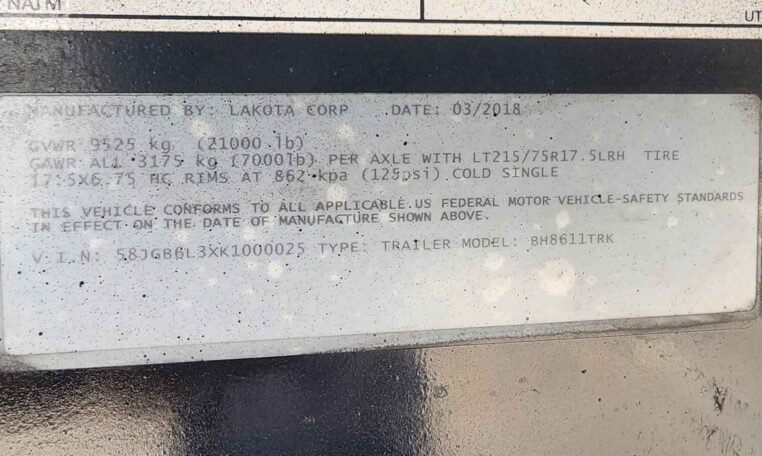 MANUFACTURED BY: LAKOTA CORP DATE: 03/2018
GVWR 9525 kg (21000 lb)
GAWR ALL 3175 kg (7000lb) PER AXLE WITH LT215/75R17.5LRH TIRE
17.5X6.75 HC RIMS AT 862 kpa (125psi) COLD SINGLE
THIS VEHICLE CONFORMS TO ALL APPLICABLE US FEDERAL MOTOR VEHICLE-SAFETY STANDARDS
IN EFFECT ON THE DATE OF MANUFACTURE SHOWN ABOVE.
V.I.N: 58JGB6L3XK1000025 TYPE: TRAILER MODEL: BH8611TRK